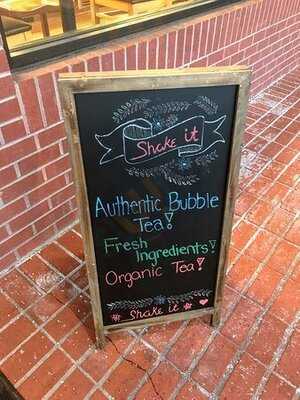 Shake it
Authentic Bubble
Tea!
Fresh
Ingredients!
Organic Tea!
Shake it